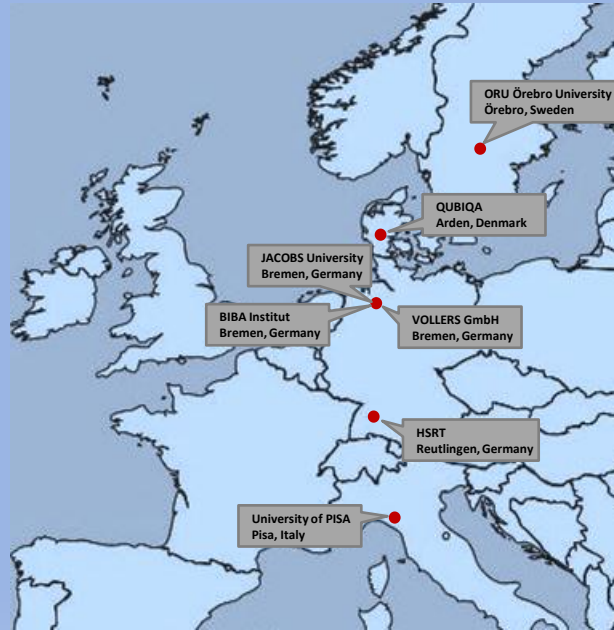 ORU Örebro University
Örebro, Sweden
QUBIQA
Arden, Denmark
JACOBS University
Bremen, Germany
BIBA Institut
Bremen, Germany
VOLLERS GmbH
Bremen, Germany
HSRT
Reutlingen, Germany
University of PISA
Pisa, Italy